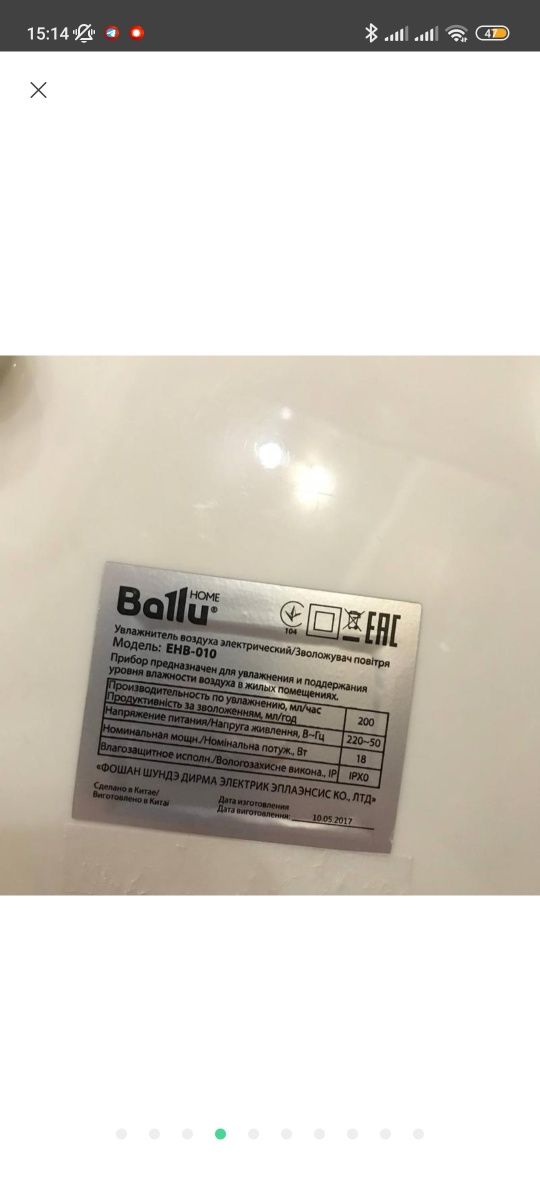 15:14
47
Ballu®
HOME
104
EAC
Увлажнитель воздуха электрический/Зволожувач повітря
Модель: EHB-010
Прибор предназначен для увлажнения и поддержания
уровня влажности воздуха в жилых помещениях.
Производительность по увлажнению, мл/час
Продуктивність за зволоженням, мл/год
200
Напряжение питания/Напруга живлення, В~Гц
220~50
Номинальная мощн./Номінальна потуж., Вт
18
Влагозащитное исполн./Вологозахисне викона., IP
IPX0
«ФОШАН ШУНДЭ ДИРМА ЭЛЕКТРИК ЭПЛАЭНСИС КО., ЛТД»
Сделано в Китае/
Виготовлено в Китаї
Дата изготовления
Дата виготовлення:
10.05.2017